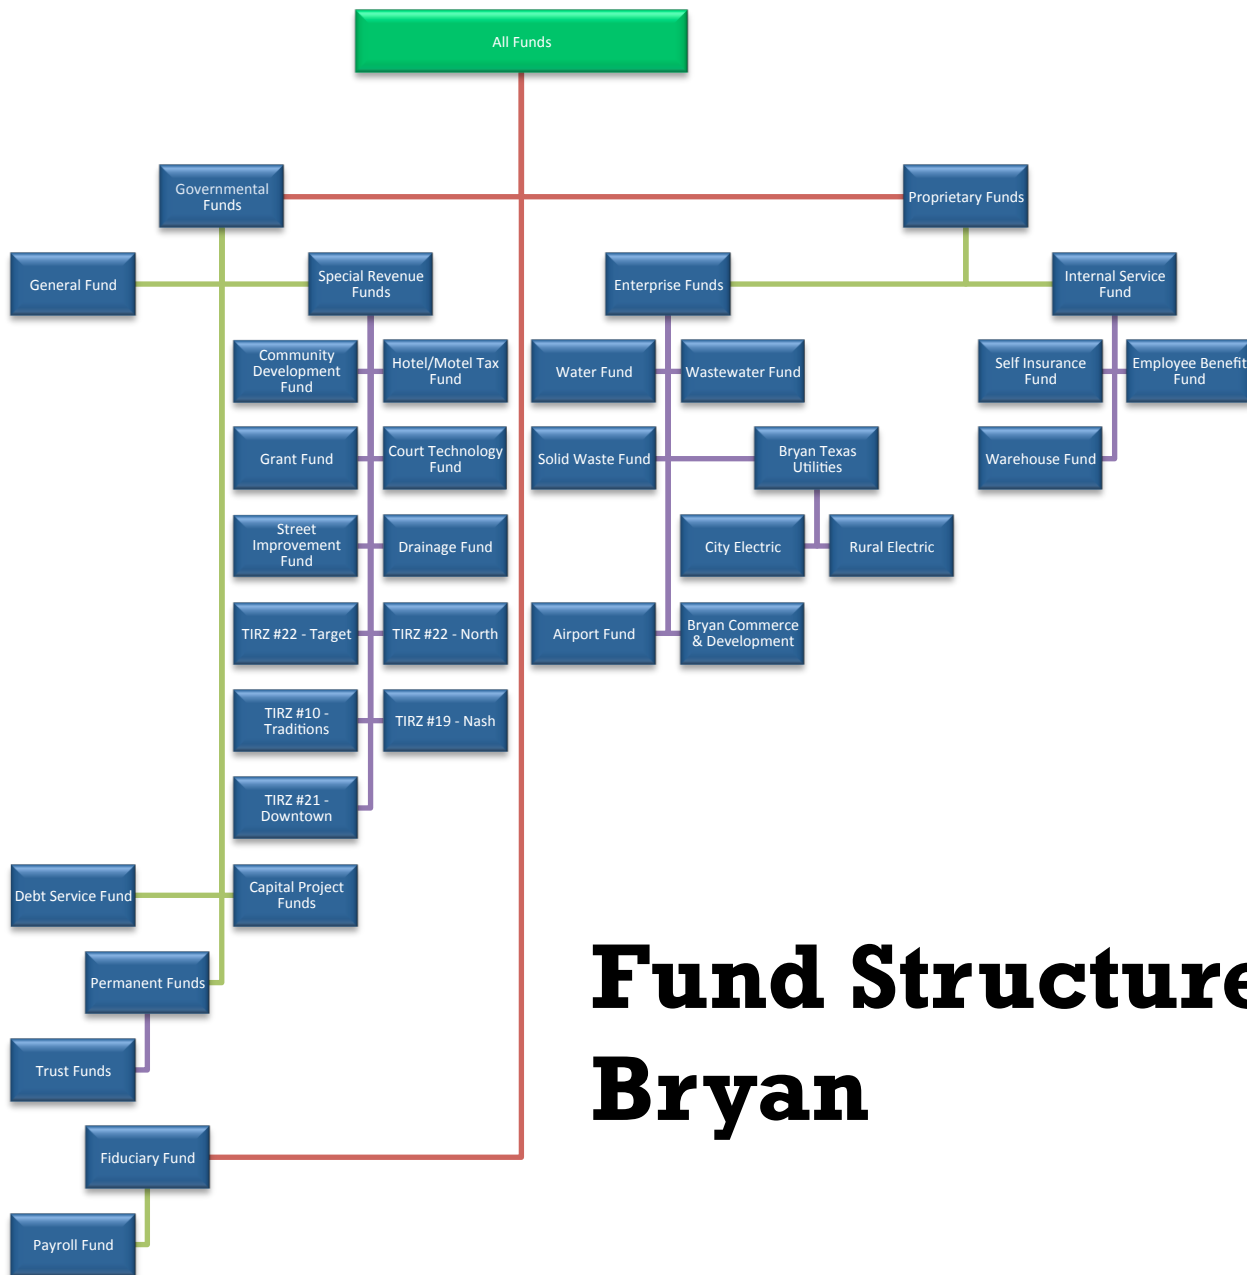 All Funds
Governmental
Funds
Proprietary Funds
General Fund
Special Revenue
Funds
Enterprise Funds
Internal Service
Fund
Community
Development
Fund
Hotel/Motel Tax
Fund
Water Fund
Wastewater Fund
Self Insurance
Fund
Employee Benefit
Fund
Grant Fund
Court Technology
Fund
Solid Waste Fund
Bryan Texas
Utilities
Warehouse Fund
Street
Improvement
Fund
Drainage Fund
City Electric
Rural Electric
TIRZ #22 - Target
TIRZ #22 - North
Airport Fund
Bryan Commerce
& Development
TIRZ #10 -
Traditions
TIRZ #19 - Nash
TIRZ #21 -
Downtown
Debt Service Fund
Capital Project
Funds
Permanent Funds
Trust Funds
Fiduciary Fund
Payroll Fund
Fund Structure
Bryan